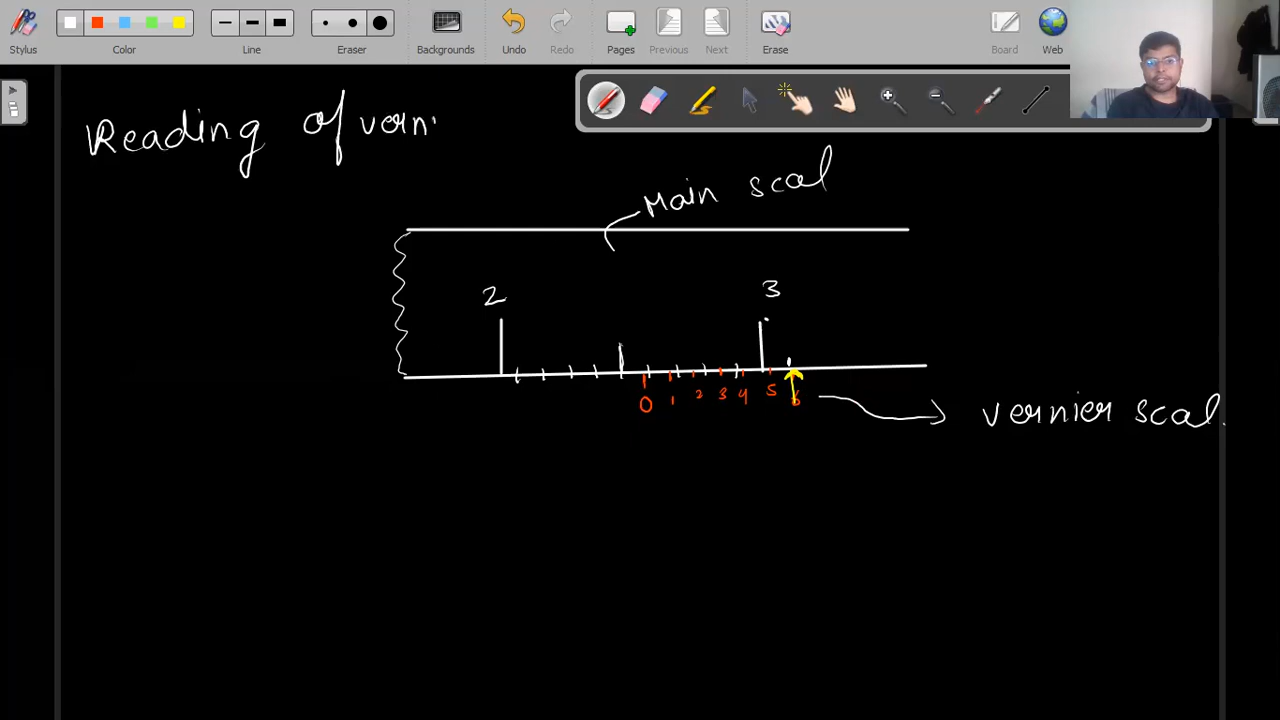 Stylus
Color
Line
Eraser
Backgrounds
Undo
Redo
Pages
Previous
Next
Erase
Board
Web
Reading of vern
Main scal
2 3
0 1 2 3 4 5 6
vernier scal.